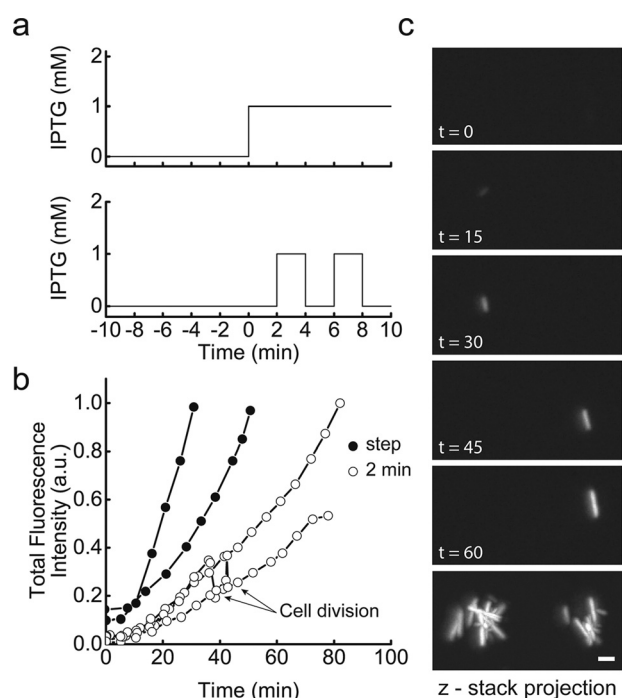 a
IPTG (mM)
2
1
0
IPTG (mM)
2
1
0
-10 -8 -6 -4 -2 0 2 4 6 8 10
Time (min)
b
Total Fluorescence
Intensity (a.u.)
1.0
0.8
0.6
0.4
0.2
0.0
step
2 min
Cell division
0 20 40 60 80 100
Time (min)
c
t = 0
t = 15
t = 30
t = 45
t = 60
z - stack projection